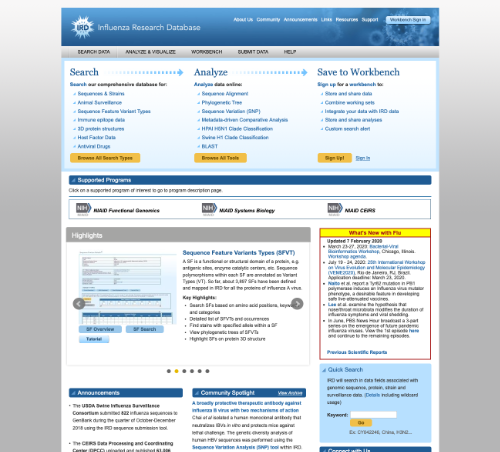 About Us Community Announcements Links Resources Support Workbench Sign In
IRD Influenza Research Database
SEARCH DATA ANALYZE & VISUALIZE WORKBENCH SUBMIT DATA HELP
Search
Search our comprehensive database for:
Sequences & Strains
Animal Surveillance
Sequence Feature Variant Types
Immune epitope data
3D protein structures
Host Factor Data
Antiviral Drugs
Browse All Search Types
Analyze
Analyze data online:
Sequence Alignment
Phylogenetic Tree
Sequence Variation (SNP)
Metadata-driven Comparative Analysis
HPAI H5N1 Clade Classification
Swine H1 Clade Classification
BLAST
Browse All Tools
Save to Workbench
Sign up for a workbench to:
Store and share data
Combine working sets
Integrate your data with IRD data
Store and share analyses
Custom search alert
Sign Up! Sign In
Supported Programs
Click on a supported program of interest to go to program description page.
NIH NIAID Functional Genomics NIH NIAID Systems Biology NIH NIAID CEIRS
Highlights
SF Overview SF Search
Tutorial
Sequence Feature Variants Types (SFVT)
A SF is a functional or structural domain of a protein, e.g.
antigenic sites, enzyme catalytic centers, etc. Sequence
polymorphisms within each SF are annotated as Variant
Types (VT). So far, about 3,967 SFVTs have been defined
and mapped in IRD for all the proteins of influenza A virus.
Key Highlights:
Search SFs based on amino acid positions, keywords
and categories
Detailed list of SFVTs and occurrences
Find stains with specified allele within a SF
View phylogenetic trees of SFVTs
Highlight SFs on protein 3D structure
What's New with Flu
Updated 7 February 2020
March 23-27, 2020: Bacterial-Viral
Bioinformatics Workshop, Chicago, Illinois.
Workshop agenda.
July 19 - 24, 2020: 25th International Workshop
on Virus Evolution and Molecular Epidemiology
(VEME2020), Rio de Janeiro, RJ, Brazil.
Application deadline: March 23, 2020.
et al. report a Tyr82 mutation in PB1
polymerase induces an influenza virus mutator
phenotype, a desirable feature in developing
safe live-attenuated vaccines.
Lee et al. examine the hypothesis that
nonethnical microbiota modifies the duration of
influenza symptoms and viral shedding.
In June, PBS News Hour broadcast a 3-part
series on the emergence of future pandemic
influenza viruses. View the 1st episode here
and continue to the remaining episodes.
Previous Scientific Reports
Quick Search
IRD will search in data fields associated with
genomic sequence, protein, strain and
surveillance data. (Details including wildcard
usage)
Keyword:
Go
Ex: CY042249, China, H3N2...
Announcements
The USDA Swine Influenza Surveillance
Consortium submitted 822 influenza sequences to
GenBank during the quarter of October-December
2018 using the IRD sequence submission tool.
The CEIRS Data Processing and Coordinating
Center (DPCC) uploaded and published
Community Spotlight View Archive
A broadly protective therapeutic antibody against
influenza B virus with two mechanisms of action
Chai et al isolated a human monoclonal antibody that
neutralizes IBVs in vitro and protects mice against
lethal challenge. The genetic diversity analysis of
human HBV sequences was performed using the
Sequence Variation Analysis (SNP) tool within IRD
Connect with Us